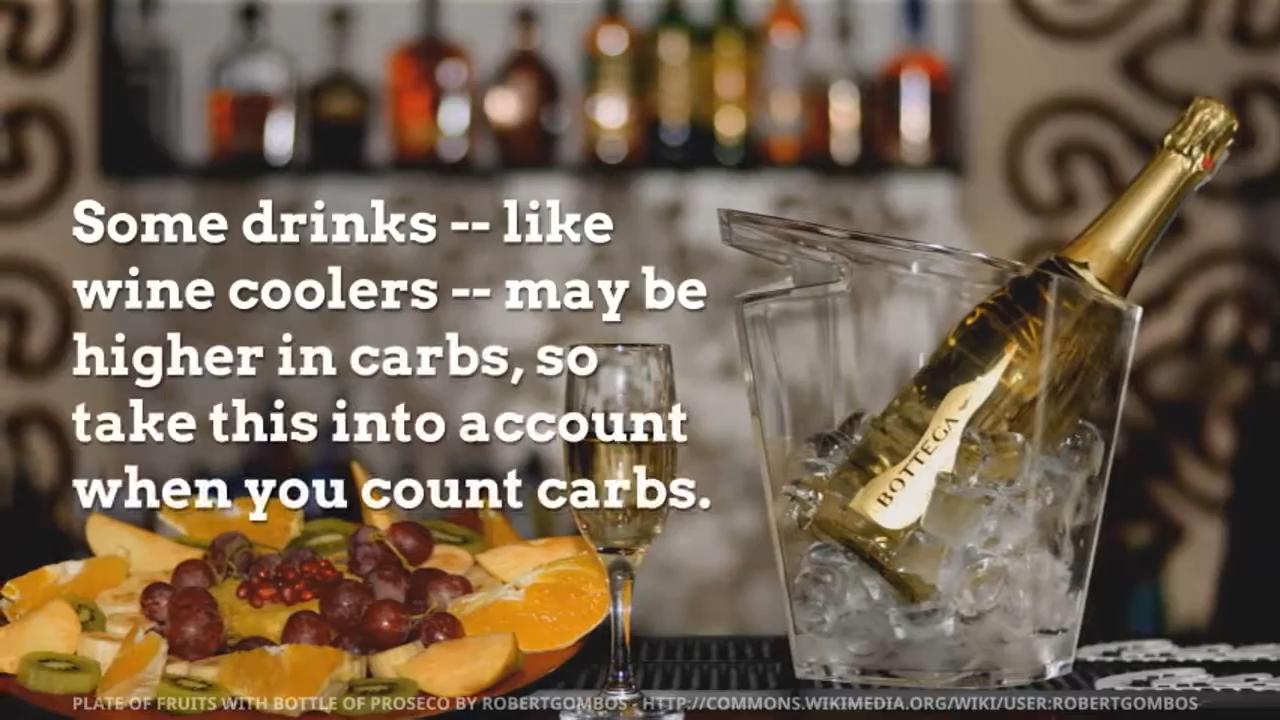 Some drinks -- like
wine coolers -- may be
higher in carbs, so
take this into account
when you count carbs.
BOTTEGA
PLATE OF FRUITS WITH BOTTLE OF PROSECO BY ROBERTGOMBOS - HTTP://COMMONS.WIKIMEDIA.ORG/WIKI/USER:ROBERTGOMBOS